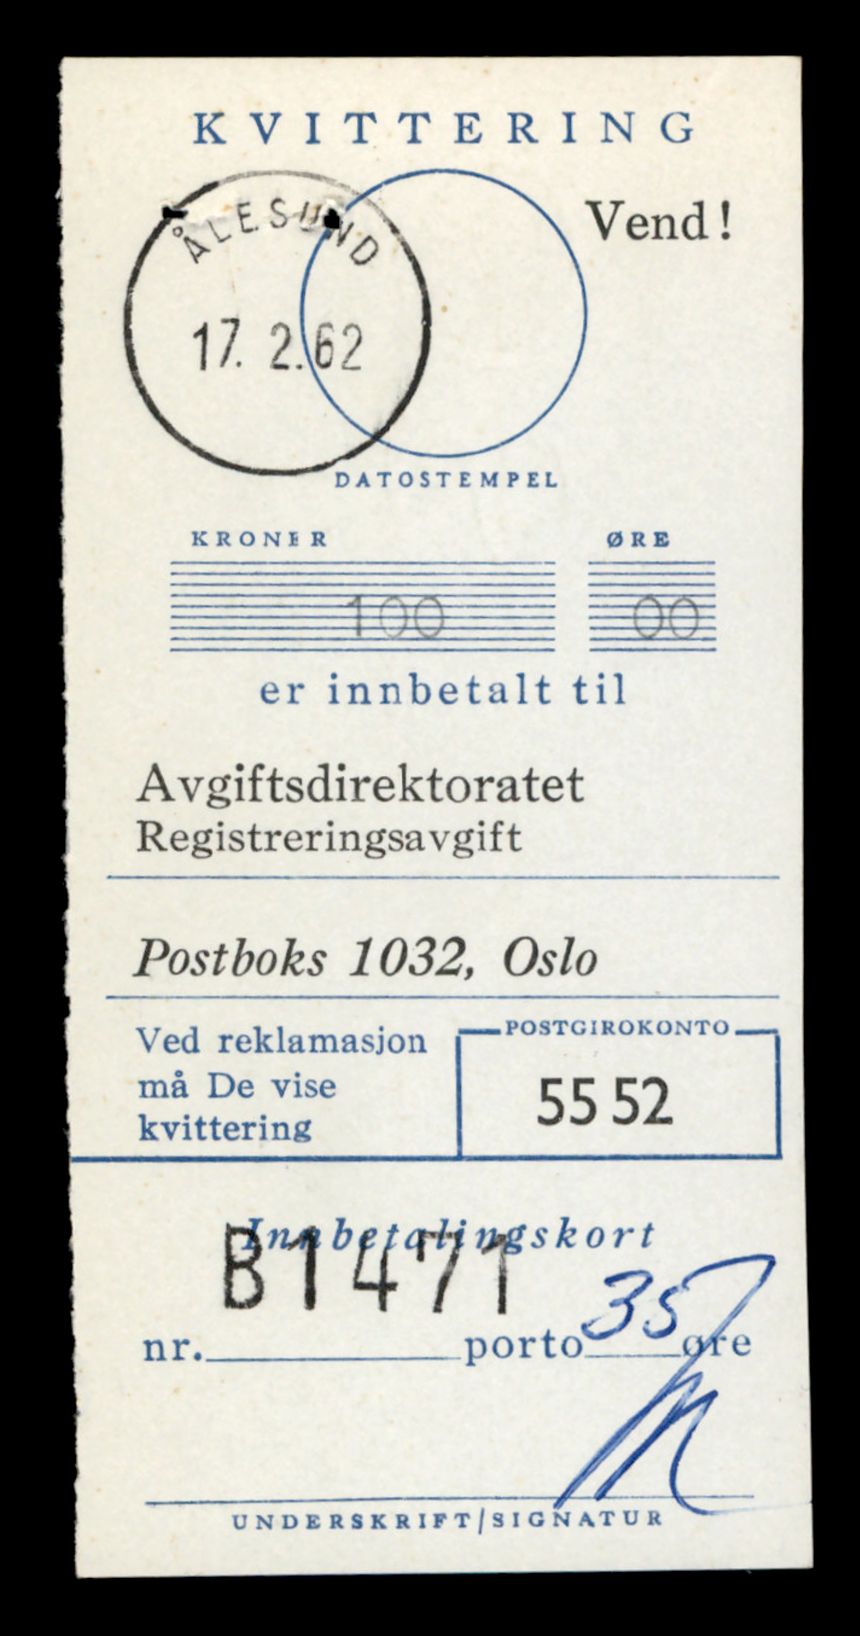 KVITTERING
Vend!
ÅLESUND
17. 2.62
DATOSTEMPEL
KRONER ØRE
100 00
er innbetalt til
Avgiftsdirektoratet
Registreringsavgift
Postboks 1032, Oslo
Ved reklamasjon
må De vise
kvittering
POSTGIROKONTO
55 52
Innbetalingskort
B1471
nr. porto 35 øre
UNDERSKRIFT/SIGNATUR